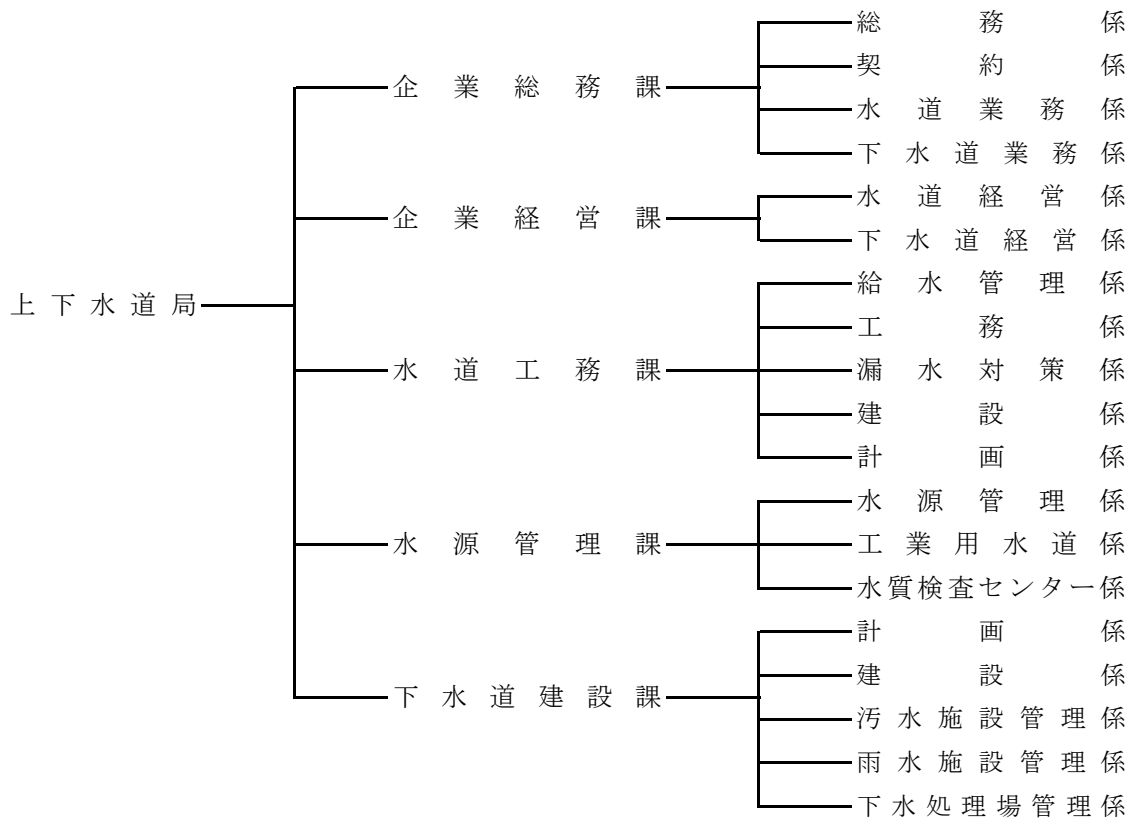 上下水道局
企業総務課
総務係
契約係
水道業務係
下水道業務係
企業経営課
水道経営係
下水道経営係
水道工務課
給水管理係
工務係
漏水対策係
建設係
計画係
水源管理課
水源管理係
工業用水道係
水質検査センター係
下水道建設課
計画係
建設係
汚水施設管理係
雨水施設管理係
下水処理場管理係